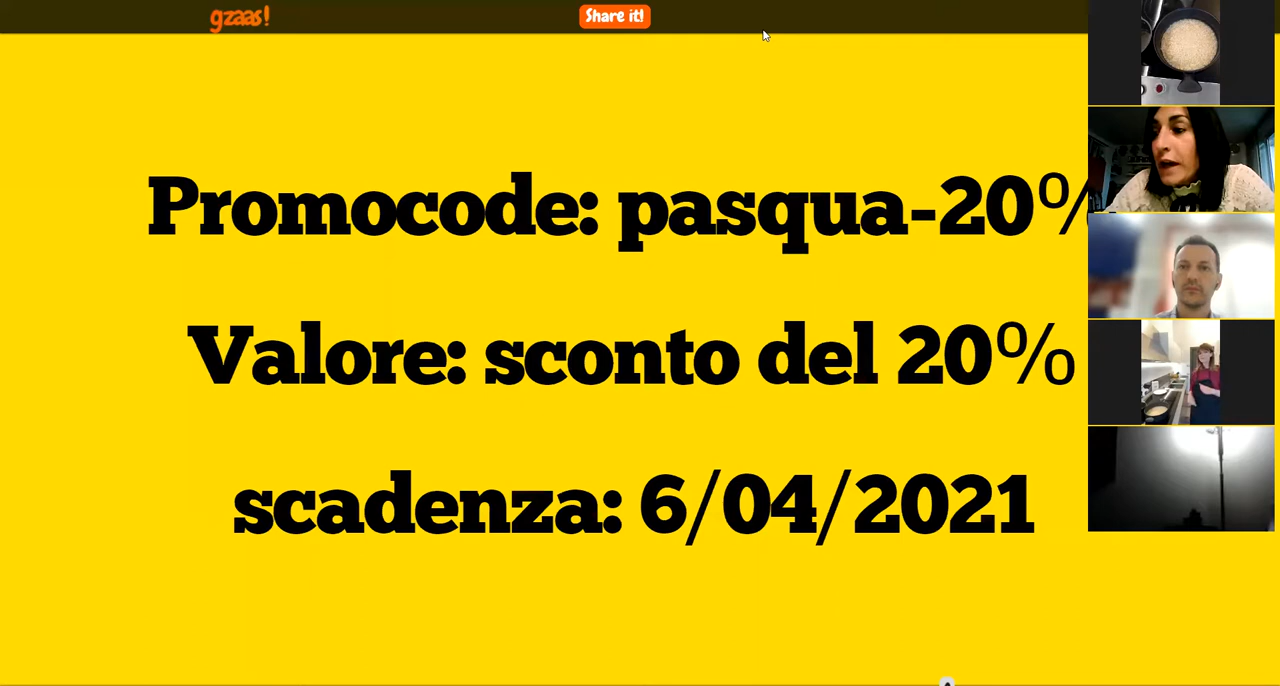 gzaas!
Share it!
Promocode: pasqua-20%
Valore: sconto del 20%
scadenza: 6/04/2021